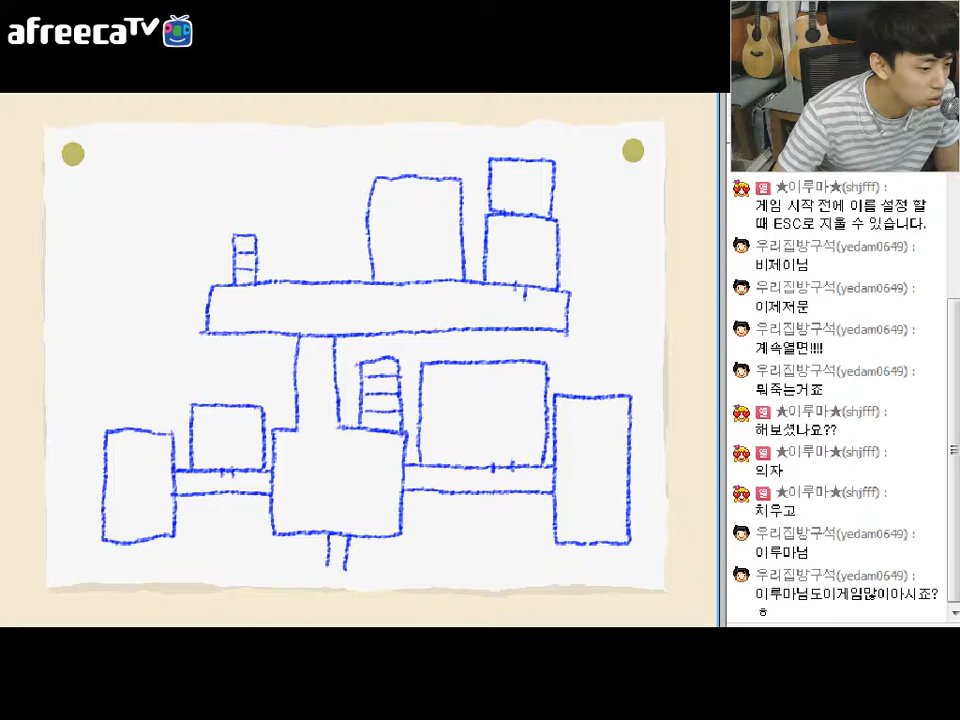 afreecaTV
열 ★이루마★(shjfff) :
게임 시작 전에 이를 설정 할
때 ESC로 지울 수 있습니다.
우리집방구석(yedam0649) :
비제이님
우리집방구석(yedam0649) :
이제저문
우리집방구석(yedam0649) :
계속열면!!!!
우리집방구석(yedam0649) :
뭐죽는거죠
열 ★이루마★(shjfff) :
해보셨나요??
열 ★이루마★(shjfff) :
의자
열 ★이루마★(shjfff) :
치우고
우리집방구석(yedam0649) :
이루마님
우리집방구석(yedam0649) :
이루마님도이게임많이아시죠?
ㅎ